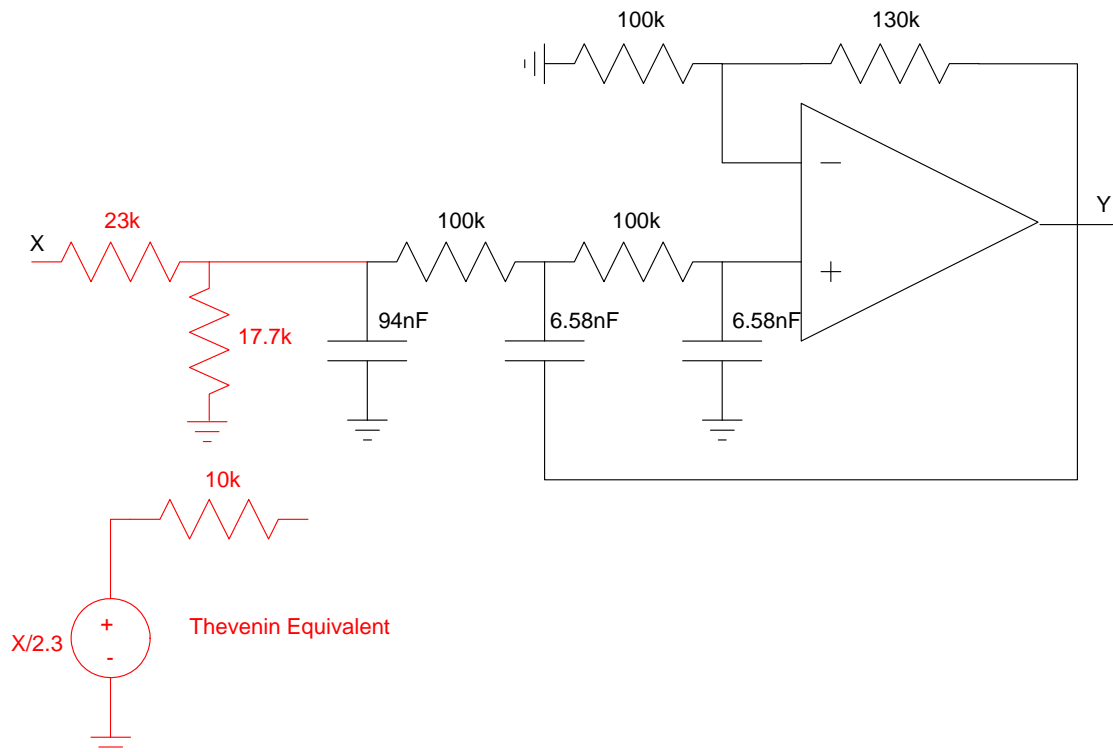 100k
130k
Y
X
23k
100k
100k
17.7k
94nF
6.58nF
6.58nF
10k
X/2.3
Thevenin Equivalent